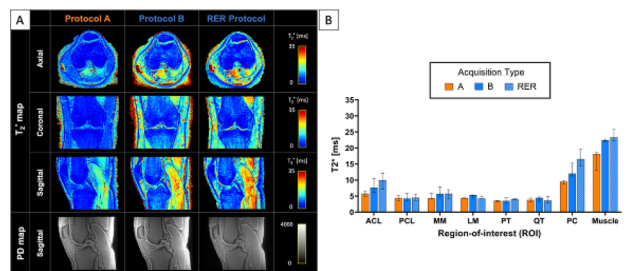 A
Protocol A Protocol B RER Protocol
T2* map
Axial
T2* [ms]
35
0
Coronal
T2* [ms]
35
0
Sagittal
T2* [ms]
35
0
PD map
Sagittal
4000
0
B
Acquisition Type
A B RER
T2* [ms]
35
30
25
20
15
10
5
0
ACL PCL MM LM PT QT PC Muscle
Region-of-interest (ROI)